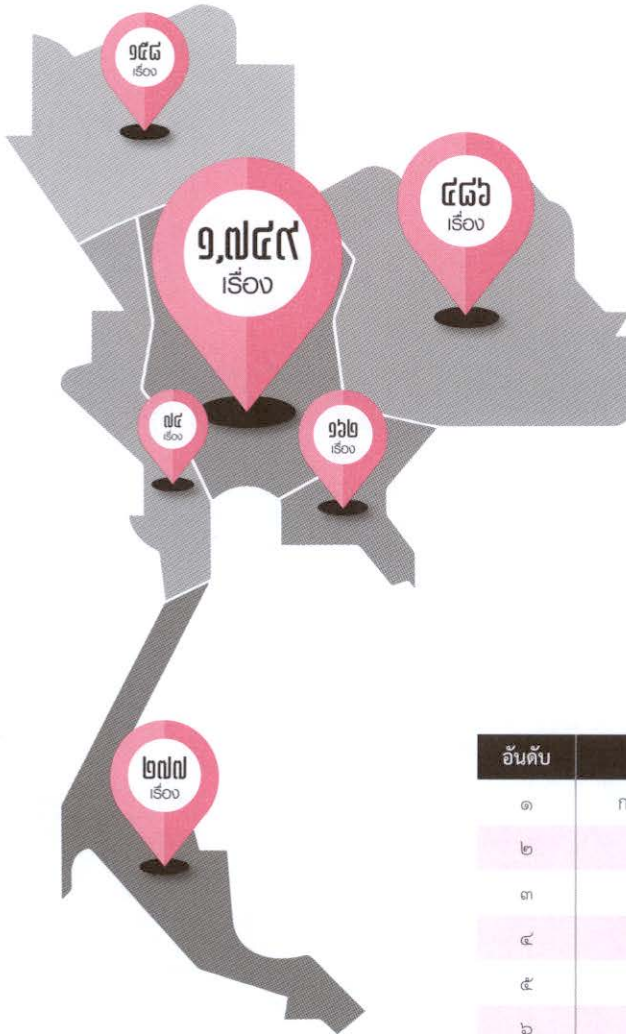 ๑๕๘
เรื่อง
๔๘๖
เรื่อง
๑,๗๔๙
เรื่อง
๗๔
เรื่อง
๑๖๒
เรื่อง
๒๗๗
เรื่อง
อันดับ
๑
๒
๓
๔
๕
๖